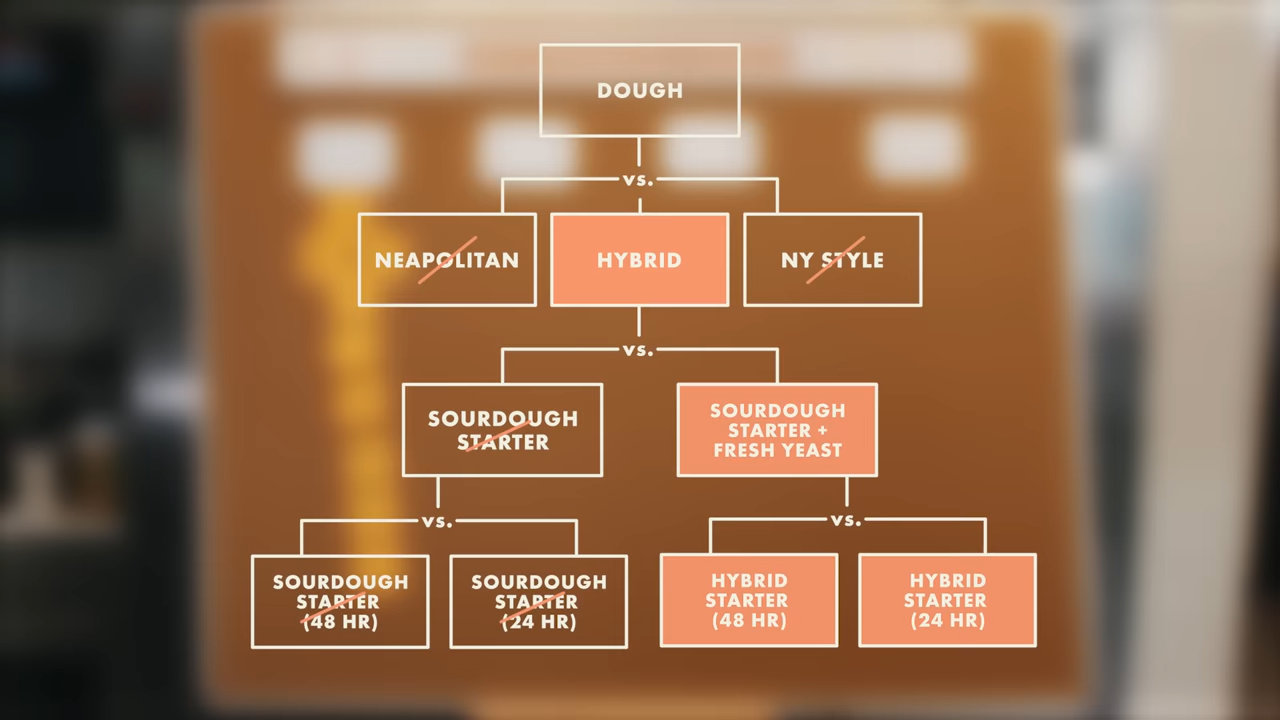 DOUGH
vs.
NEAPOLITAN
HYBRID
NY STYLE
vs.
SOURDOUGH
STARTER
SOURDOUGH
STARTER +
FRESH YEAST
vs.
vs.
SOURDOUGH
STARTER
(48 HR)
SOURDOUGH
STARTER
(24 HR)
HYBRID
STARTER
(48 HR)
HYBRID
STARTER
(24 HR)